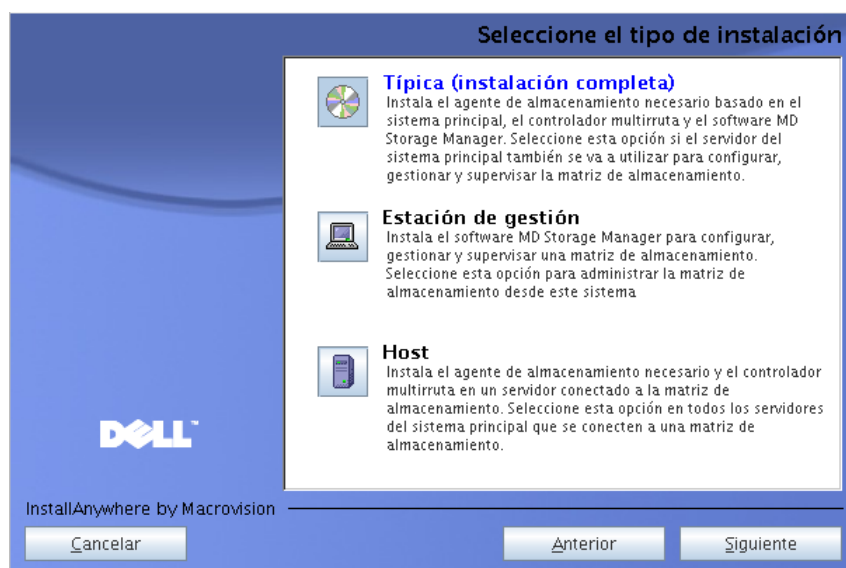 Seleccione el tipo de instalación
Típica (instalación completa)
Instala el agente de almacenamiento necesario basado en el
sistema principal, el controlador multirruta y el software MD
Storage Manager. Seleccione esta opción si el servidor del
sistema principal también se va a utilizar para configurar,
gestionar y supervisar la matriz de almacenamiento.
Estación de gestión
Instala el software MD Storage Manager para configurar,
gestionar y supervisar una matriz de almacenamiento.
Seleccione esta opción para administrar la matriz de
almacenamiento desde este sistema
Host
Instala el agente de almacenamiento necesario y el controlador
multirruta en un servidor conectado a la matriz de
almacenamiento. Seleccione esta opción en todos los servidores
del sistema principal que se conecten a una matriz de
almacenamiento.
DELL™
InstallAnywhere by Macrovision
Cancelar
Anterior
Siguiente